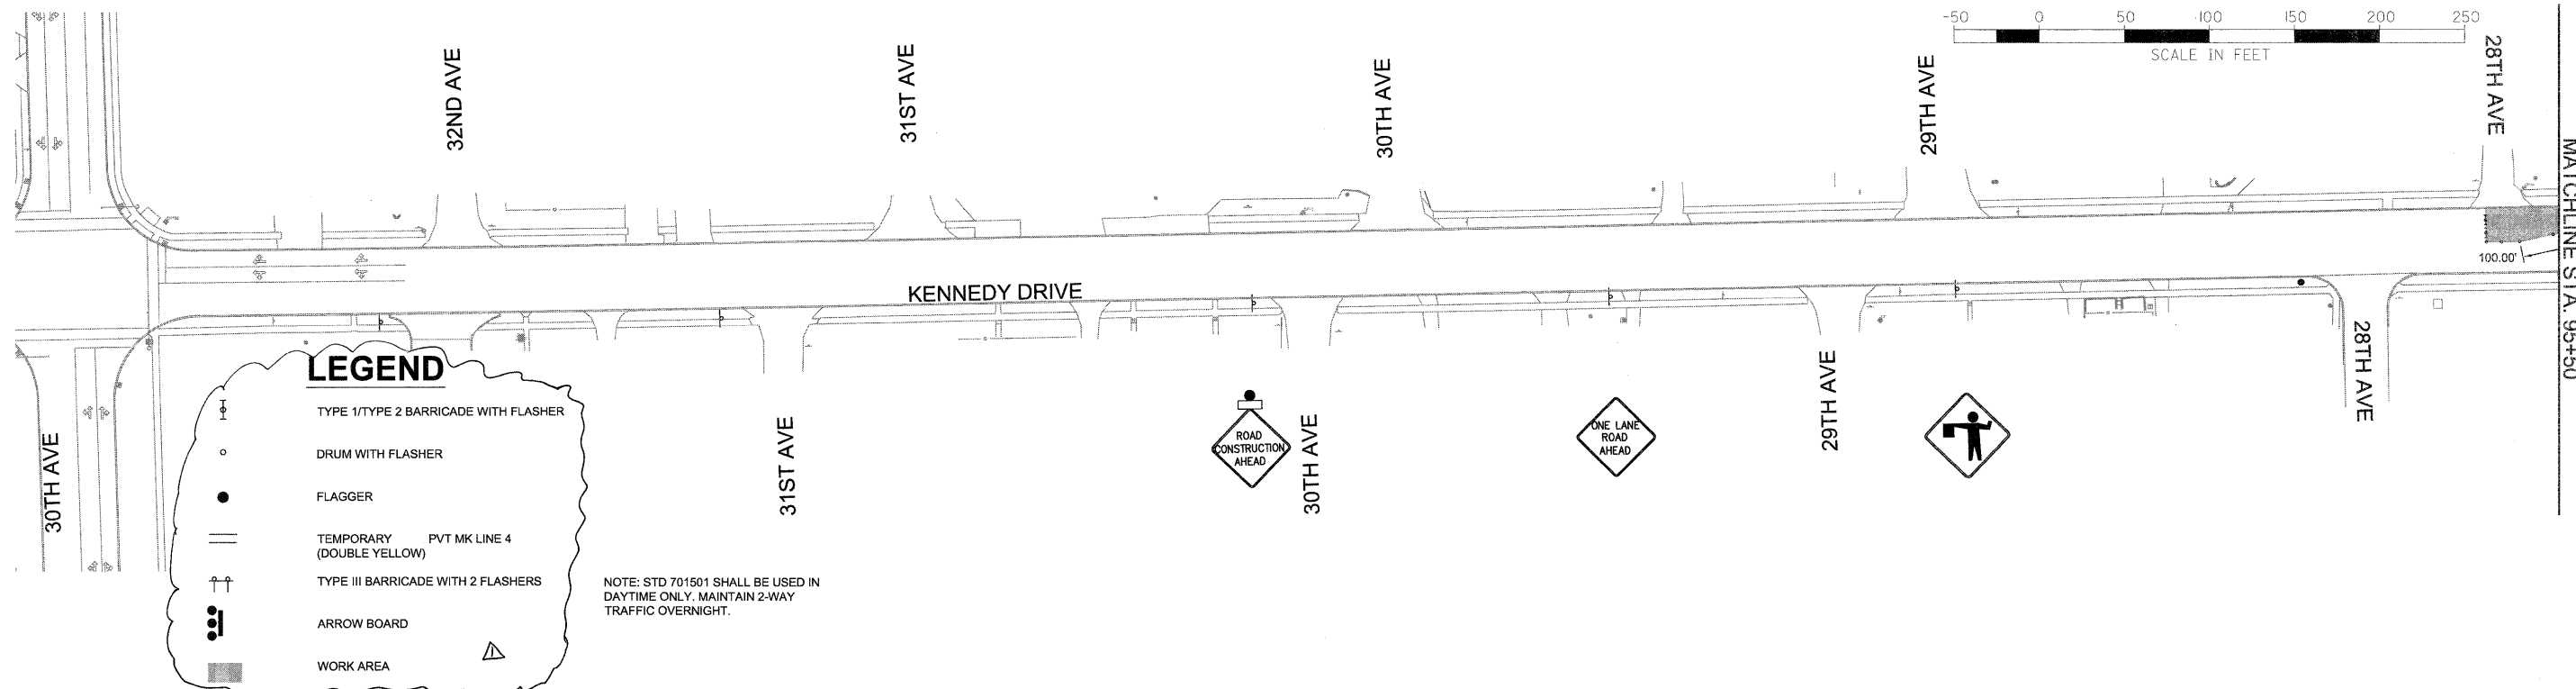 -50 0 50 100 150 200 250
SCALE IN FEET
32ND AVE
31ST AVE
30TH AVE
29TH AVE
28TH AVE
MATCHLINE STA. 95+50
100.00'
KENNEDY DRIVE
30TH AVE
31ST AVE
30TH AVE
29TH AVE
28TH AVE
ROAD
CONSTRUCTION
AHEAD
ONE LANE
ROAD
AHEAD
LEGEND
TYPE 1/TYPE 2 BARRICADE WITH FLASHER
DRUM WITH FLASHER
FLAGGER
TEMPORARY PVT MK LINE 4
(DOUBLE YELLOW)
TYPE III BARRICADE WITH 2 FLASHERS
ARROW BOARD
1
WORK AREA
NOTE: STD 701501 SHALL BE USED IN
DAYTIME ONLY. MAINTAIN 2-WAY
TRAFFIC OVERNIGHT.